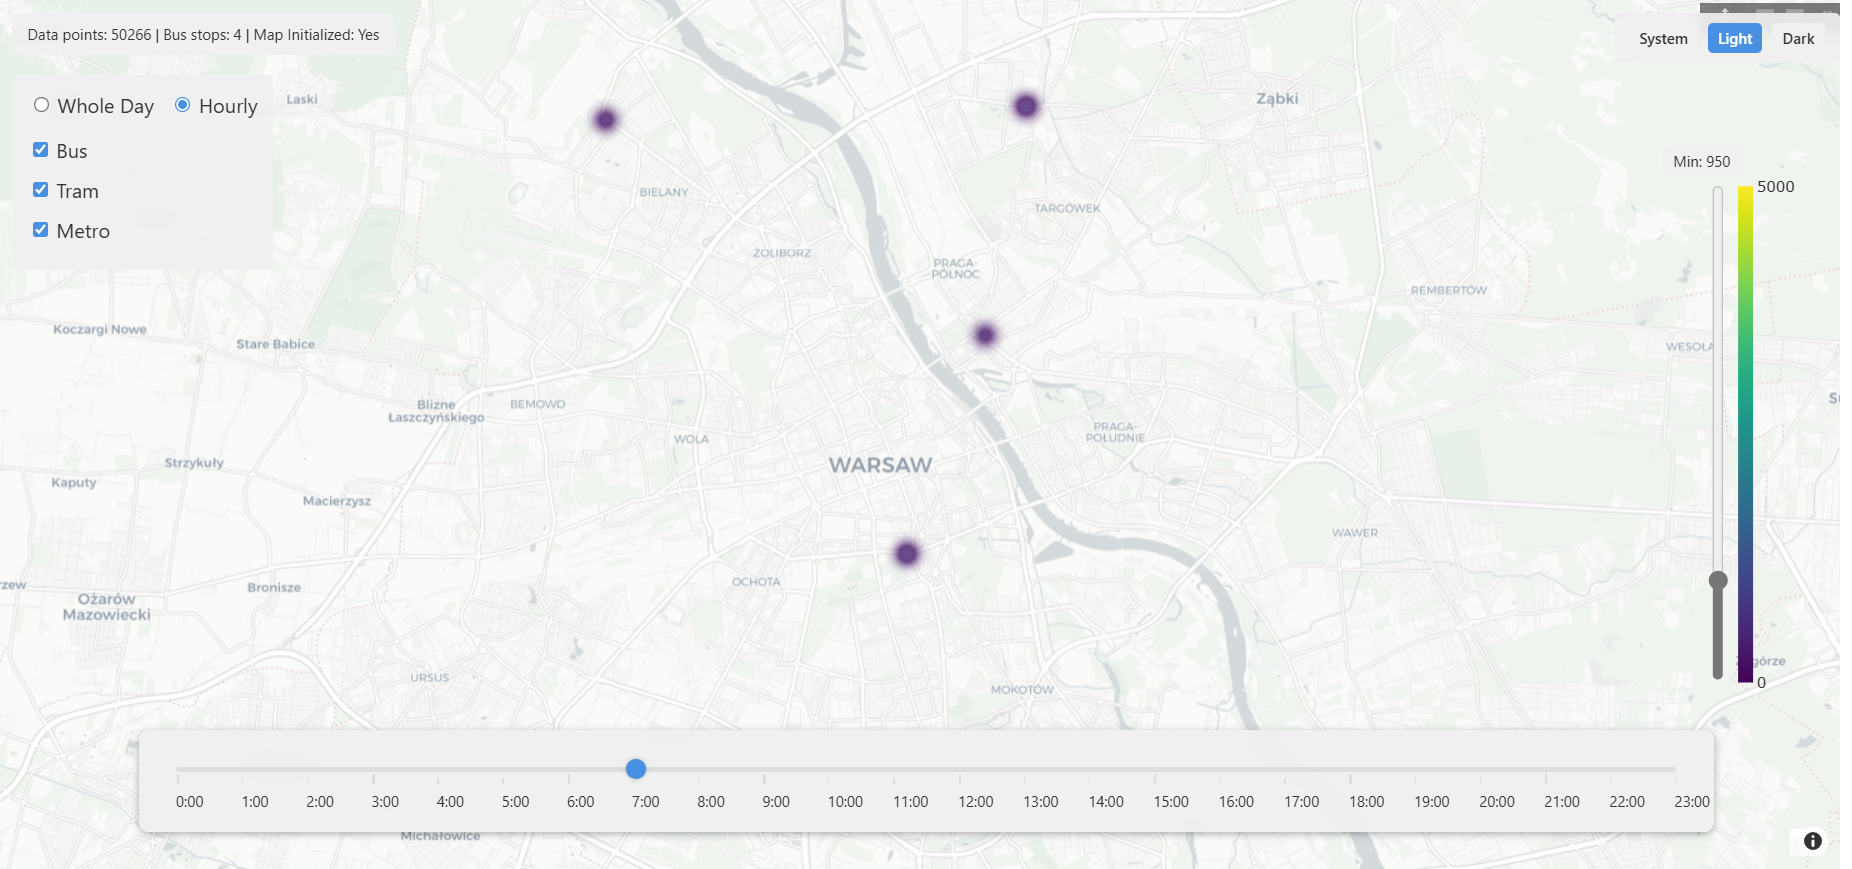 Data points: 50266 | Bus stops: 4 | Map Initialized: Yes
System Light Dark
Whole Day Hourly
Bus
Tram
Metro
Laski
Ząbki
Min: 950
5000
BIELANY
TARGÓWEK
ŻOLIBORZ
PRAGA-
PÓŁNOC
REMBERTÓW
Koczargi Nowe
Stare Babice
WESOŁA
Blizne
Łaszczyńskiego
BEMOWO
WOLA
PRAGA-
POŁUDNIE
WARSAW
Strzykuły
Kaputy
Macierzysz
WAWER
OCHOTA
Bronisze
Ożarów
Mazowiecki
URSUS
MOKOTÓW
0
0:00 1:00 2:00 3:00 4:00 5:00 6:00 7:00 8:00 9:00 10:00 11:00 12:00 13:00 14:00 15:00 16:00 17:00 18:00 19:00 20:00 21:00 22:00 23:00
Michałowice